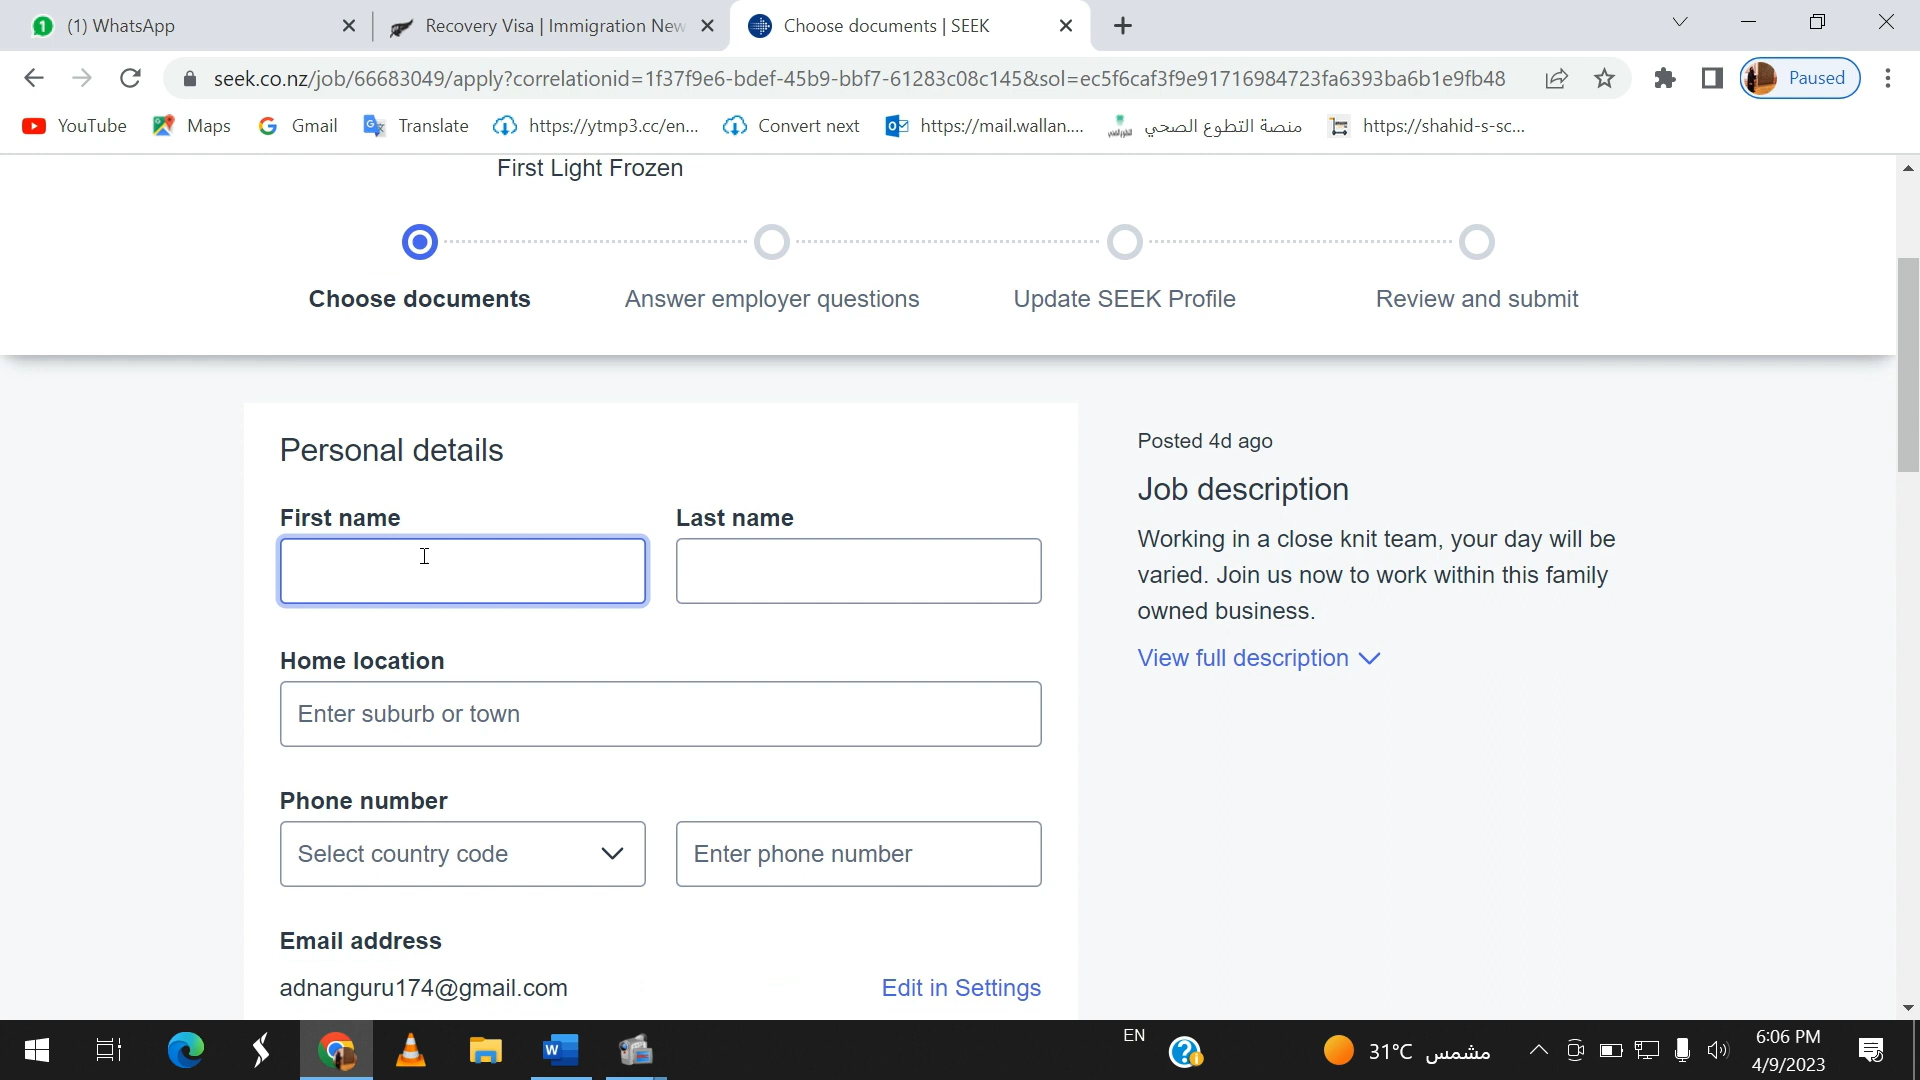 (1) WhatsApp
Recovery Visa | Immigration New
Choose documents | SEEK
seek.co.nz/job/66683049/apply?correlationid=1f37f9e6-bdef-45b9-bbf7-61283c08c145&sol=ec5f6caf3f9e91716984723fa6393ba6b1e9fb48
Paused
YouTube
Maps
Gmail
Translate
https://ytmp3.cc/en...
Convert next
https://mail.wallan....
منصة التطوع الصحي
https://shahid-s-sc...
First Light Frozen
Choose documents
Answer employer questions
Update SEEK Profile
Review and submit
Personal details
First name
Last name
Home location
Enter suburb or town
Phone number
Select country code
Enter phone number
Email address
adnanguru174@gmail.com
Edit in Settings
Posted 4d ago
Job description
Working in a close knit team, your day will be
varied. Join us now to work within this family
owned business.
View full description
EN
31°C مشمس
6:06 PM
4/9/2023